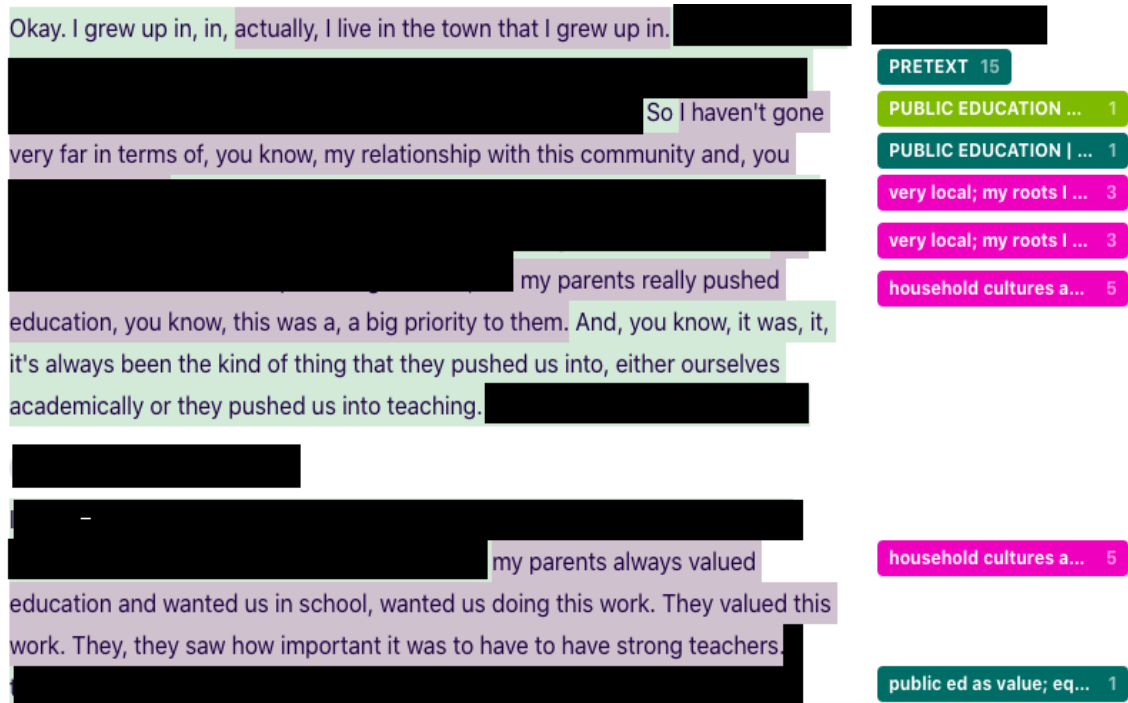 Okay. I grew up in, in, actually, I live in the town that I grew up in.
PRETEXT 15
So I haven't gone
PUBLIC EDUCATION ... 1
very far in terms of, you know, my relationship with this community and, you
PUBLIC EDUCATION | ... 1
very local; my roots I ... 3
very local; my roots I ... 3
my parents really pushed
household cultures a... 5
education, you know, this was a, a big priority to them. And, you know, it was, it,
it's always been the kind of thing that they pushed us into, either ourselves
academically or they pushed us into teaching.
my parents always valued
household cultures a... 5
education and wanted us in school, wanted us doing this work. They valued this
work. They, they saw how important it was to have to have strong teachers.
public ed as value; eq... 1